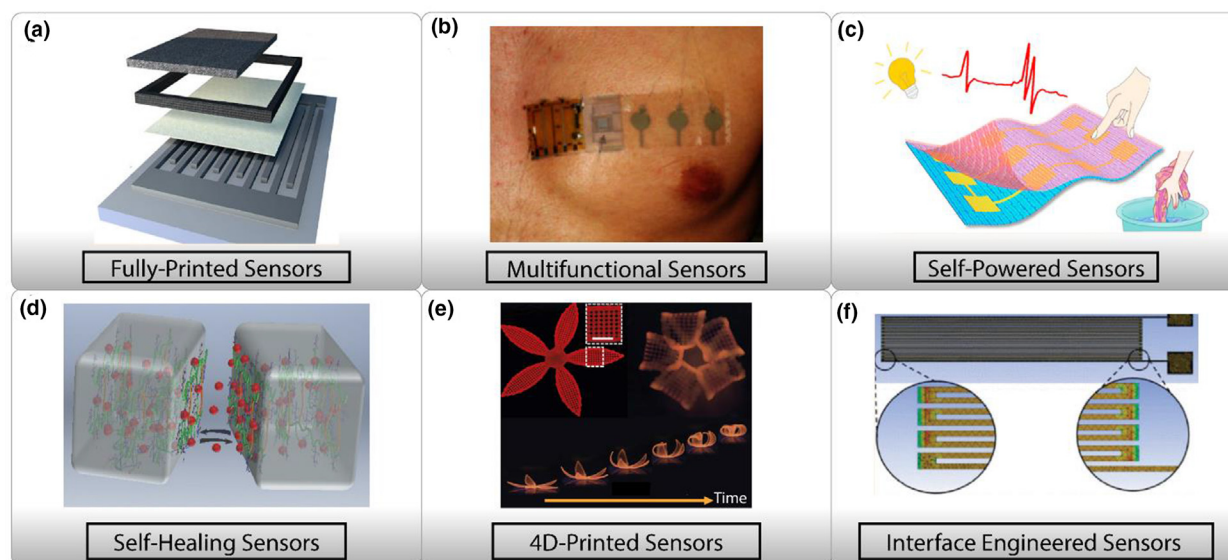 (a)
Fully-Printed Sensors
(b)
Multifunctional Sensors
(c)
Self-Powered Sensors
(d)
Self-Healing Sensors
(e)
Time
4D-Printed Sensors
(f)
Interface Engineered Sensors